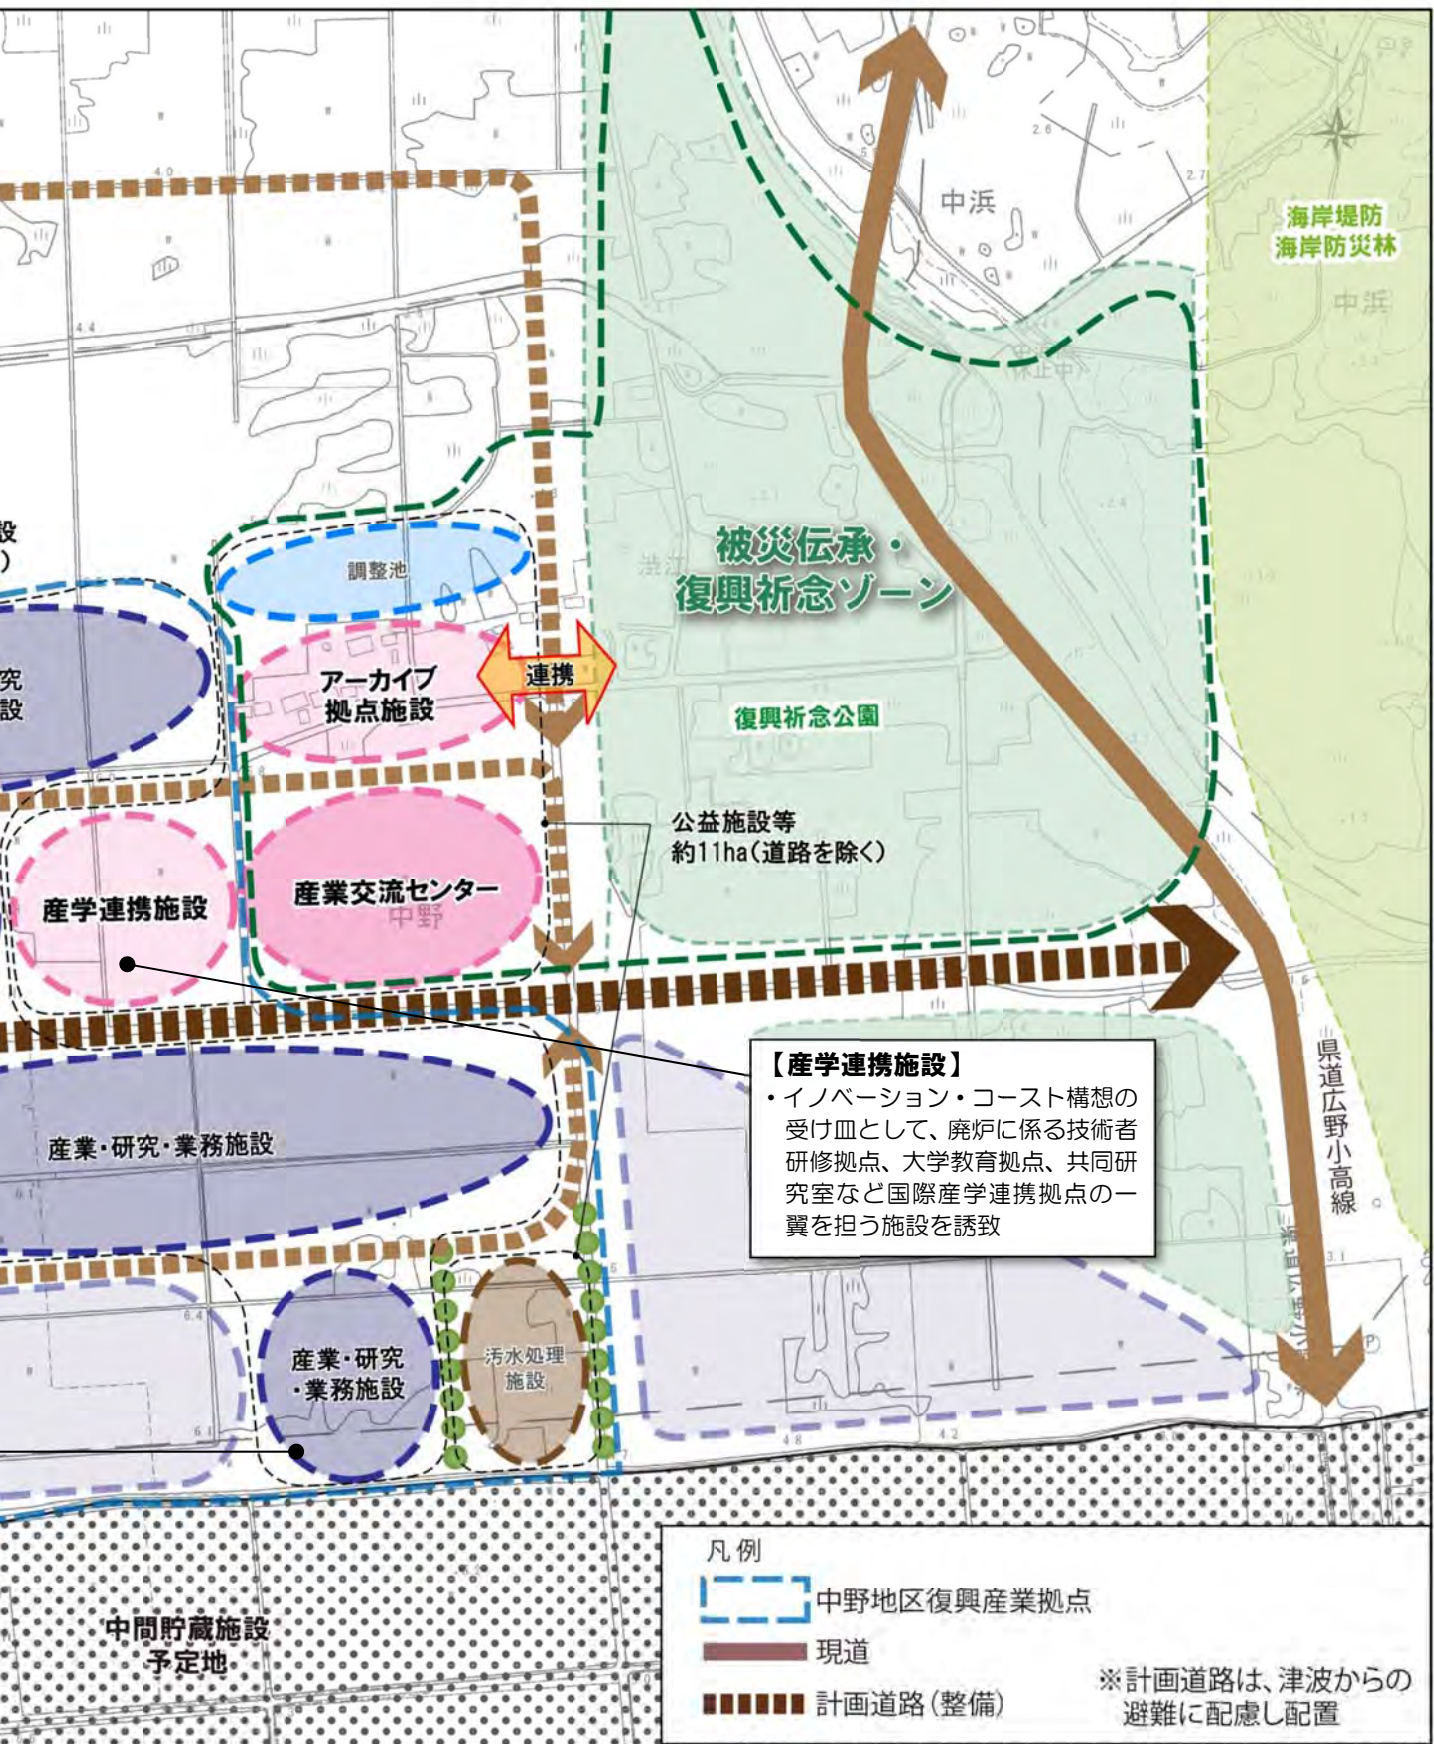 中浜
海岸堤防
海岸防災林
中浜
設
)
調整池
渋江
被災伝承・
復興祈念ゾーン
究
設
アーカイブ
拠点施設
連携
復興祈念公園
公益施設等
約11ha(道路を除く)
産学連携施設
産業交流センター
中野
【産学連携施設】
・イノベーション・コースト構想の
受け皿として、廃炉に係る技術者
研修拠点、大学教育拠点、共同研
究室など国際産学連携拠点の一
翼を担う施設を誘致
県道広野小高線
産業・研究・業務施設
産業・研究
・業務施設
汚水処理
施設
中間貯蔵施設
予定地
凡例
中野地区復興産業拠点
現道
計画道路(整備)
※計画道路は、津波からの
避難に配慮し配置